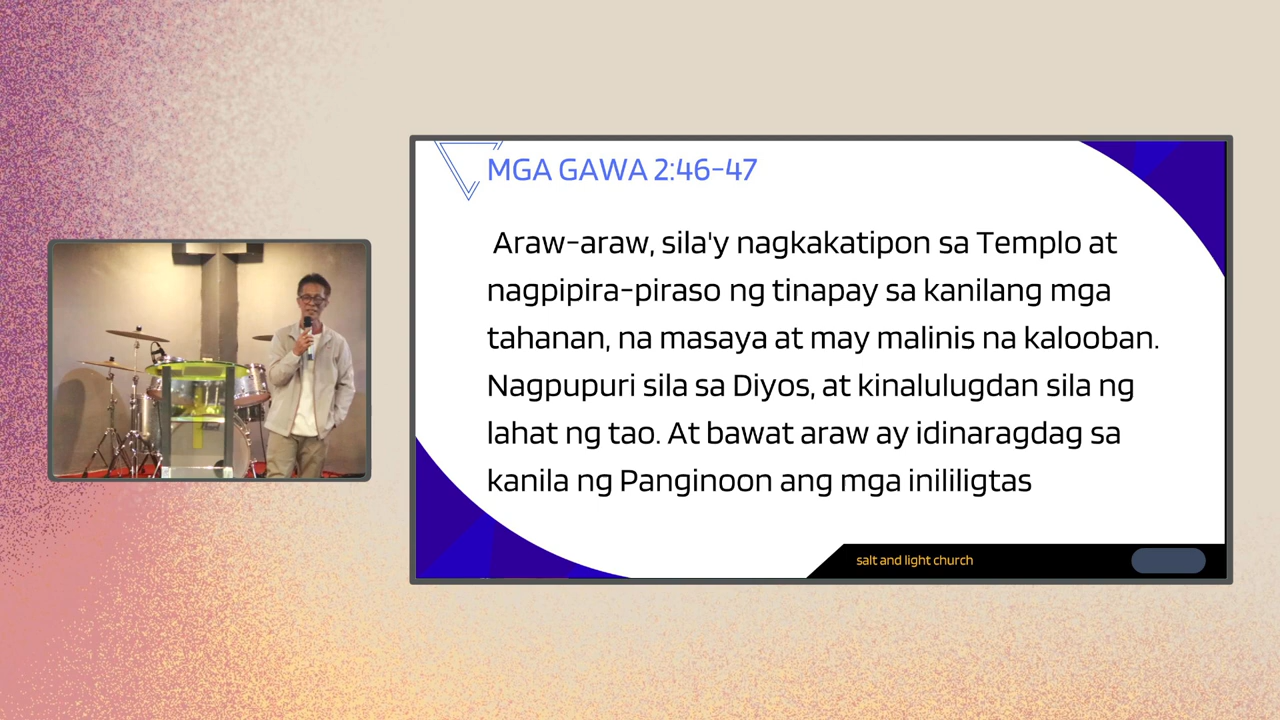 MGA GAWA 2:46-47
Araw-araw, sila'y nagkakatipon sa Templo at
nagpipira-piraso ng tinapay sa kanilang mga
tahanan, na masaya at may malinis na kalooban.
Nagpupuri sila sa Diyos, at kinalulugdan sila ng
lahat ng tao. At bawat araw ay idinaragdag sa
kanila ng Panginoon ang mga inililigtas
salt and light church